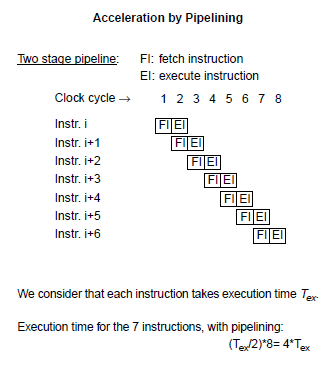 Acceleration by Pipelining
Two stage pipeline: FI: fetch instruction
EI: execute instruction
Clock cycle → 1 2 3 4 5 6 7 8
Instr. i FI EI
Instr. i+1 FI EI
Instr. i+2 FI EI
Instr. i+3 FI EI
Instr. i+4 FI EI
Instr. i+5 FI EI
Instr. i+6 FI EI
We consider that each instruction takes execution time Tex.
Execution time for the 7 instructions, with pipelining:
(Tex/2)*8= 4*Tex